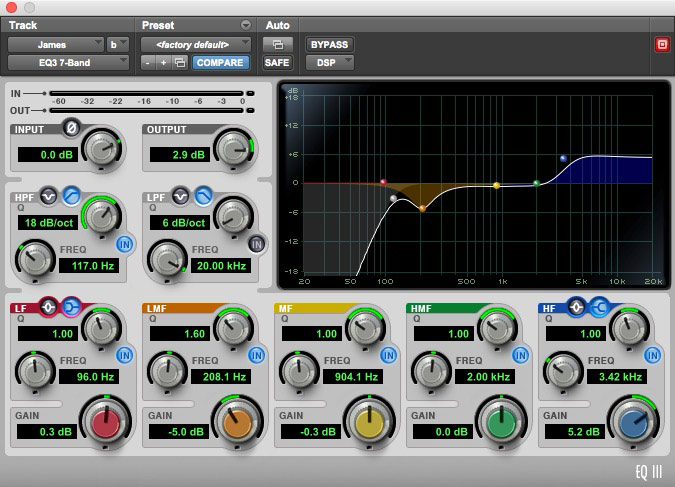 Track Preset Auto
James b <factory default> BYPASS
EQ3 7-Band - + COMPARE SAFE DSP
IN
-60 -32 -22 -16 -10 -6 -3 0
OUT
INPUT Ø OUTPUT
0.0 dB 2.9 dB
HPF LPF
Q Q
18 dB/oct 6 dB/oct
IN IN
FREQ FREQ
117.0 Hz 20.00 kHz
dB
+18
+12
+6
0
-6
-12
-18
20 50 100 500 1k 5k 10k 20k
LF LMF MF HMF HF
Q Q Q Q Q
1.00 1.60 1.00 1.00 1.00
IN IN IN IN IN
FREQ FREQ FREQ FREQ FREQ
96.0 Hz 208.1 Hz 904.1 Hz 2.00 kHz 3.42 kHz
GAIN GAIN GAIN GAIN GAIN
0.3 dB -5.0 dB -0.3 dB 0.0 dB 5.2 dB
EQ III